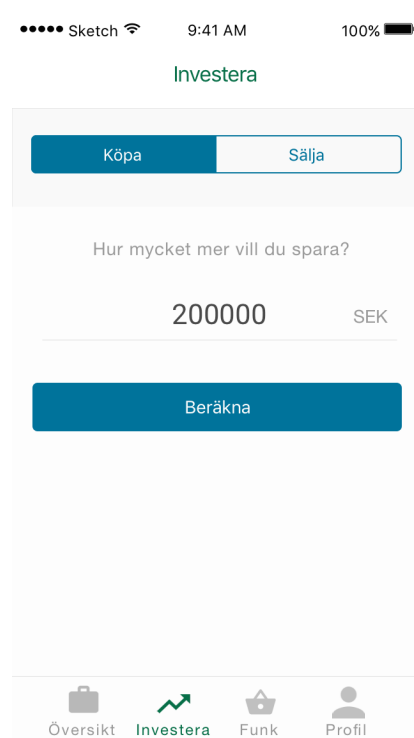 Sketch 9:41 AM 100%
Investera
Köpa Sälja
Hur mycket mer vill du spara?
200000 SEK
Beräkna
Översikt Investera Funk Profil